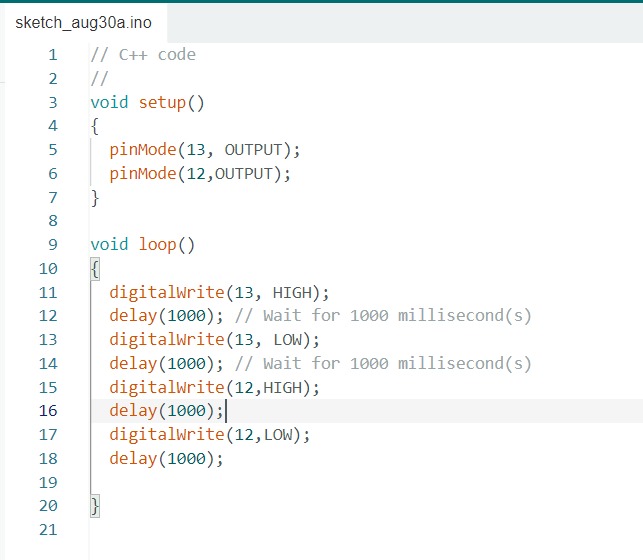 sketch_aug30a.ino
1 // C++ code
2 //
3 void setup()
4 {
5   pinMode(13, OUTPUT);
6   pinMode(12,OUTPUT);
7 }
8
9 void loop()
10 {
11   digitalWrite(13, HIGH);
12   delay(1000); // Wait for 1000 millisecond(s)
13   digitalWrite(13, LOW);
14   delay(1000); // Wait for 1000 millisecond(s)
15   digitalWrite(12,HIGH);
16   delay(1000);
17   digitalWrite(12,LOW);
18   delay(1000);
19
20 }
21